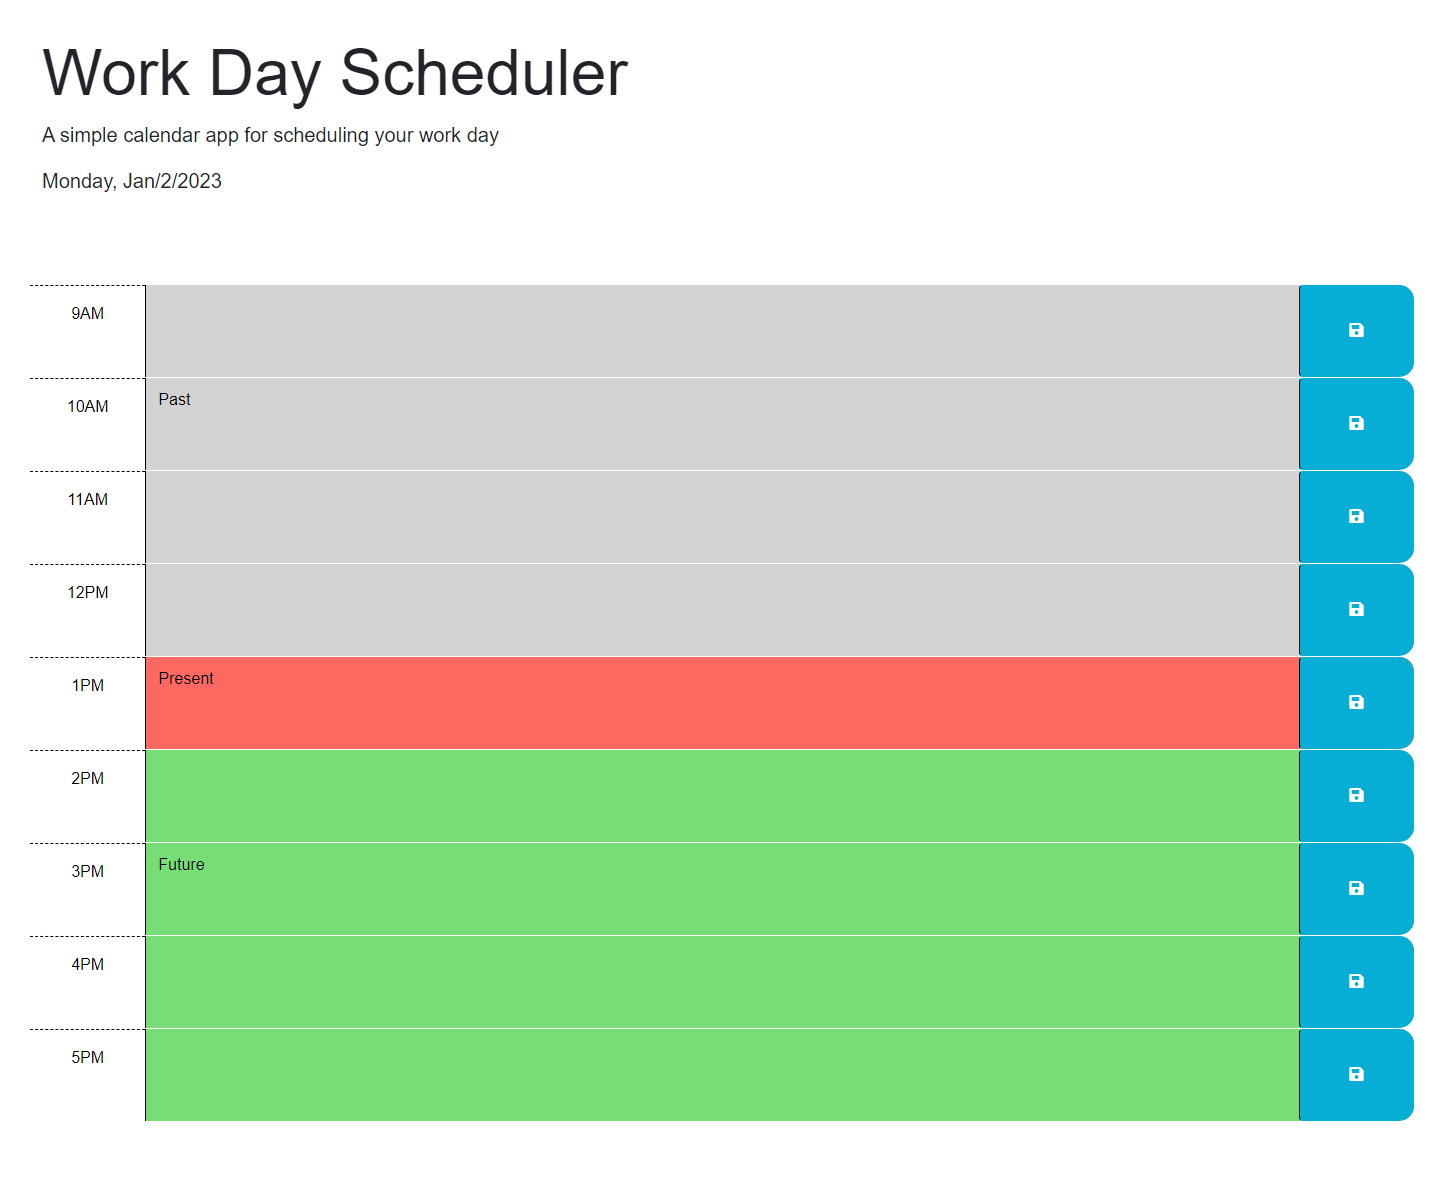 Work Day Scheduler
A simple calendar app for scheduling your work day
Monday, Jan/2/2023
9AM
10AM Past
11AM
12PM
1PM Present
2PM
3PM Future
4PM
5PM